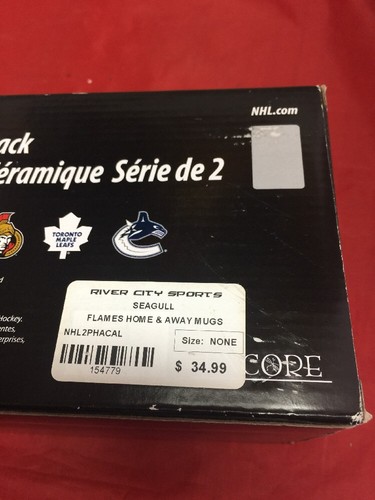 NHL.com
ack
éramique Série de 2
TORONTO
MAPLE
LEAFS
Hockey.
entes,
erprises,
RIVER CITY SPORTS
SEAGULL
FLAMES HOME & AWAY MUGS
NHL2PHACAL
Size: NONE
154779
$ 34.99
CORE